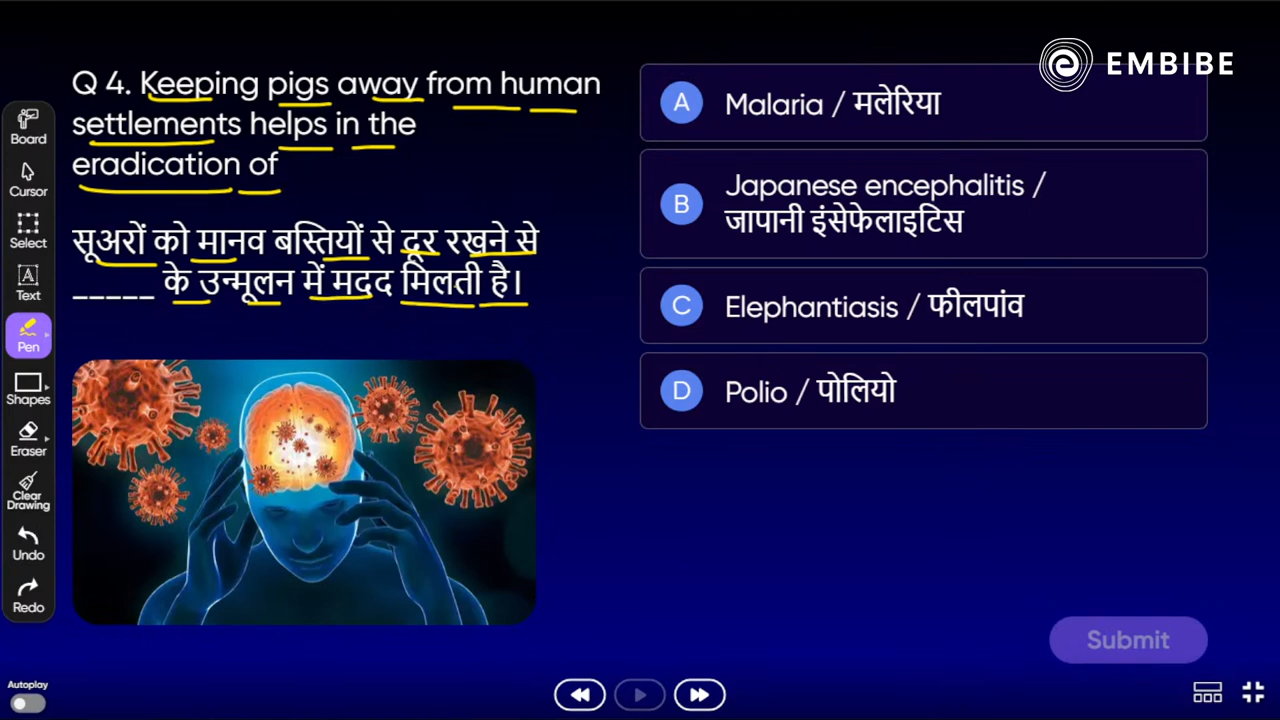 EMBIBE
Q 4. Keeping pigs away from human
settlements helps in the
eradication of
सूअरों को मानव बस्तियों से दूर रखने से
_____ के उन्मूलन में मदद मिलती है।
A Malaria / मलेरिया
B Japanese encephalitis /
जापानी इंसेफेलाइटिस
C Elephantiasis / फीलपांव
D Polio / पोलियो
Board
Cursor
Select
A
Text
Pen
Shapes
Eraser
Clear
Drawing
Undo
Redo
Submit
Autoplay